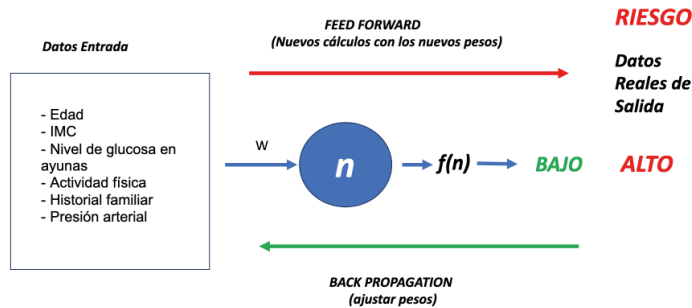 FEED FORWARD
(Nuevos cálculos con los nuevos pesos)
RIESGO
Datos Entrada
Datos
Reales de
Salida
- Edad
- IMC
- Nivel de glucosa en
ayunas
- Actividad física
- Historial familiar
- Presión arterial
W
n
f(n)
BAJO
ALTO
BACK PROPAGATION
(ajustar pesos)